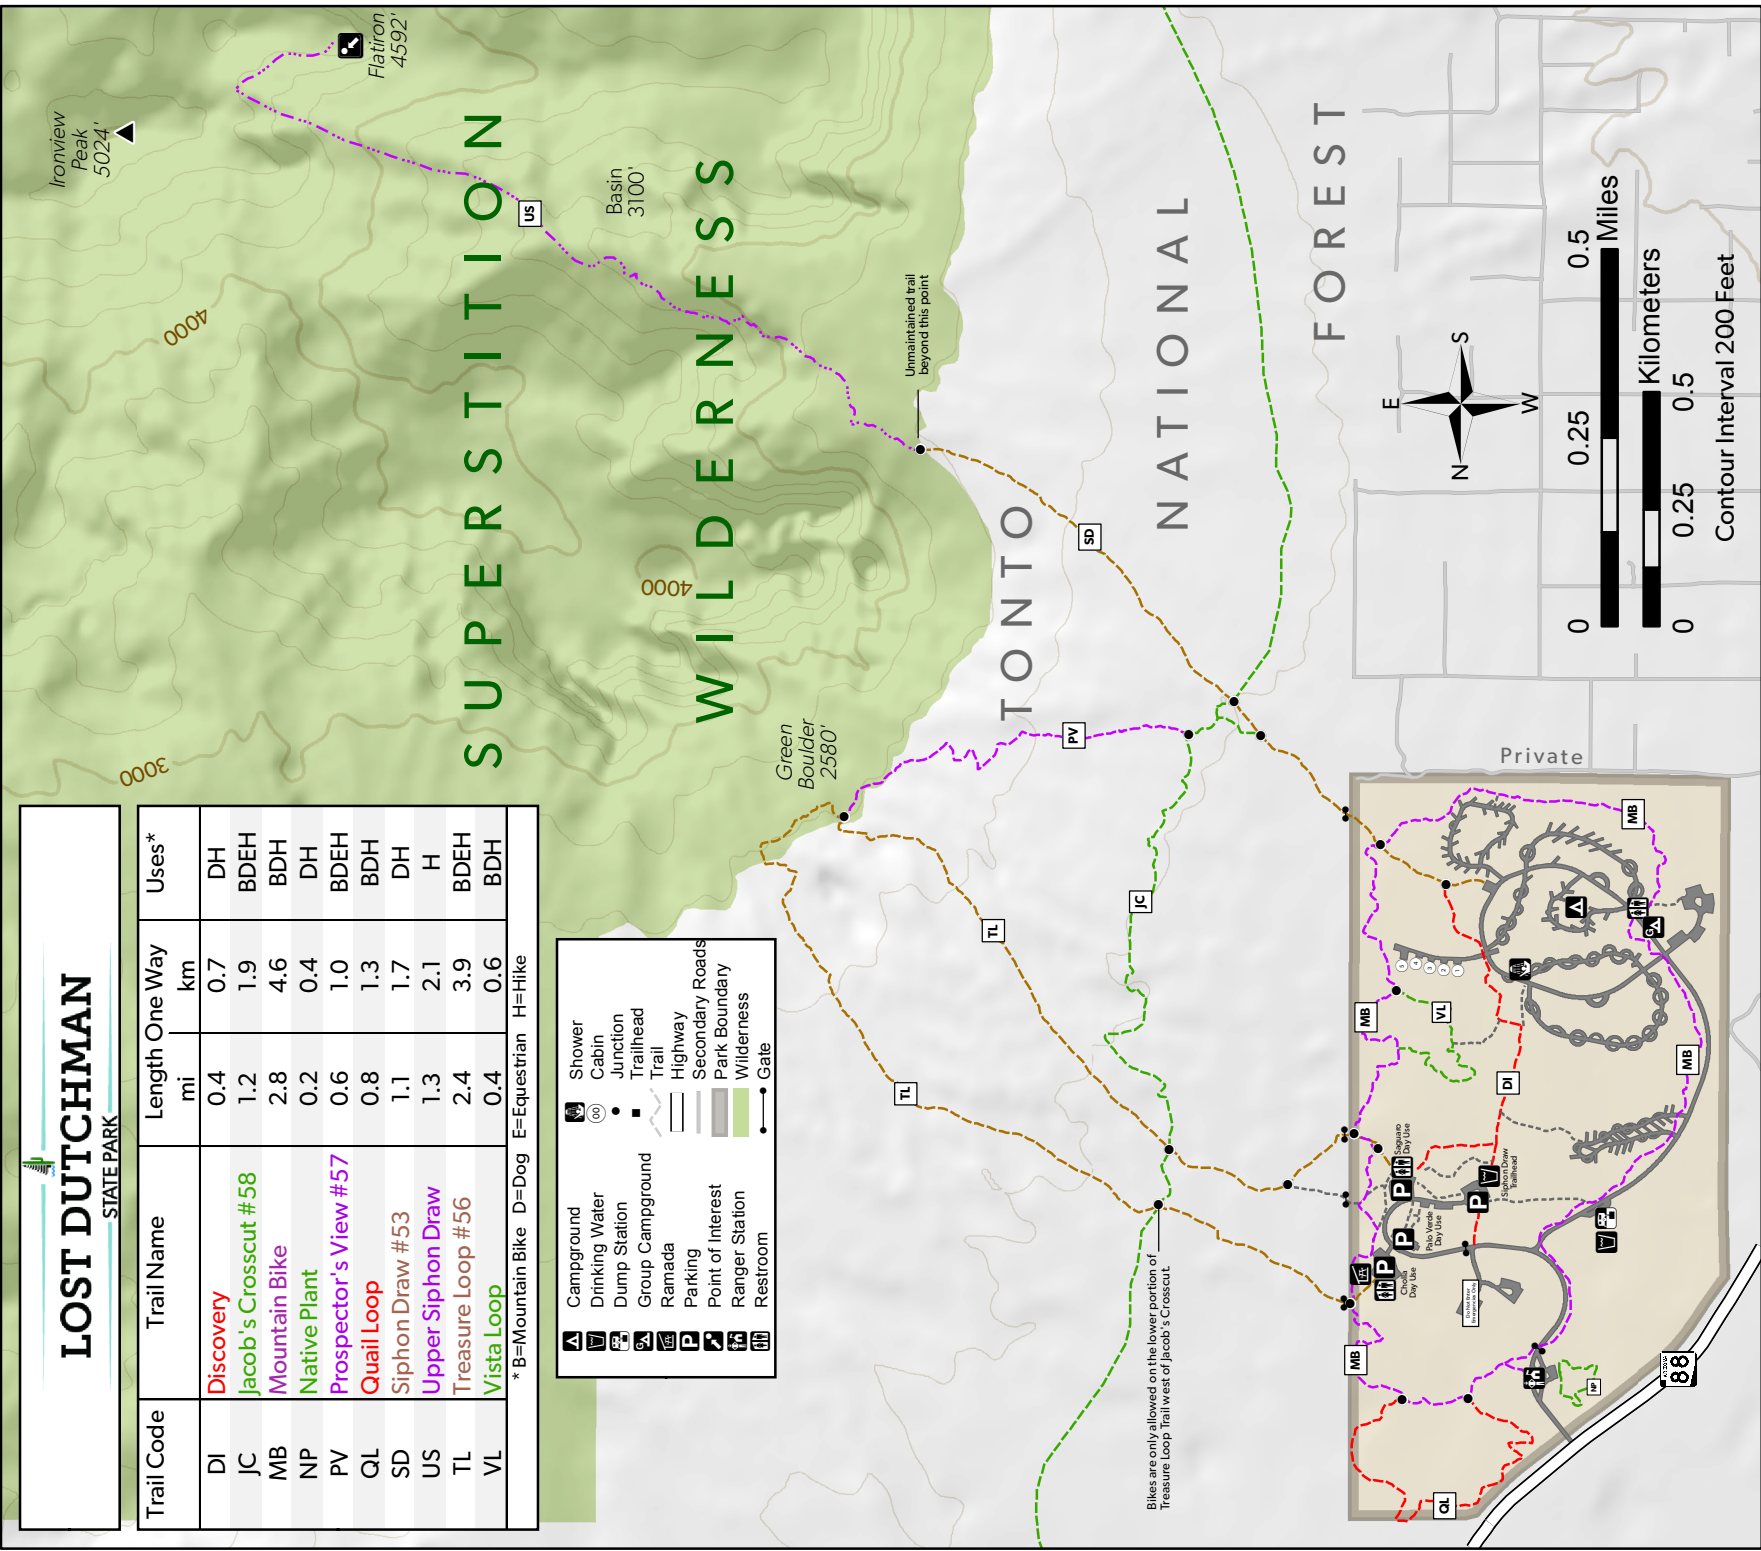 LOST DUTCHMAN
STATE PARK
Trail Code Trail Name Length One Way Uses*
mi km
DI Discovery 0.4 0.7 DH
JC Jacob's Crosscut #58 1.2 1.9 BDEH
MB Mountain Bike 2.8 4.6 BDH
NP Native Plant 0.2 0.4 DH
PV Prospector's View #57 0.6 1.0 BDEH
QL Quail Loop 0.8 1.3 BDH
SD Siphon Draw #53 1.1 1.7 DH
US Upper Siphon Draw 1.3 2.1 H
TL Treasure Loop #56 2.4 3.9 BDEH
VL Vista Loop 0.4 0.6 BDH
*B=Mountain Bike D=Dog E=Equestrian H=Hike
Campground
Drinking Water
Dump Station
Group Campground
Ramada
Parking
Point of Interest
Ranger Station
Restroom
Shower
Cabin
Junction
Trailhead
Trail
Highway
Secondary Roads
Park Boundary
Wilderness
Gate
00
G
P
Ironview
Peak
5024'
Flatiron
4592'
4000
3000
SUPERSTITION
WILDERNESS
US
Basin
3100'
4000
Green
Boulder
2580'
Unmaintained trail
beyond this point
TONTO
NATIONAL
FOREST
SD
PV
JC
TL
TL
Bikes are only allowed on the lower portion of
Treasure Loop Trail west of Jacob's Crosscut.
Private
MB
MB
MB
MB
VL
DI
QL
NP
5
4
3
2
1
G
P
P
P
P
Saguaro
Day Use
Siphon Draw
Trailhead
Palo Verde
Day Use
Cholla
Day Use
Do Not Enter
Emergencies Only
88
N
E
S
W
0 0.25 0.5
Miles
Kilometers
0 0.25 0.5
Contour Interval 200 Feet